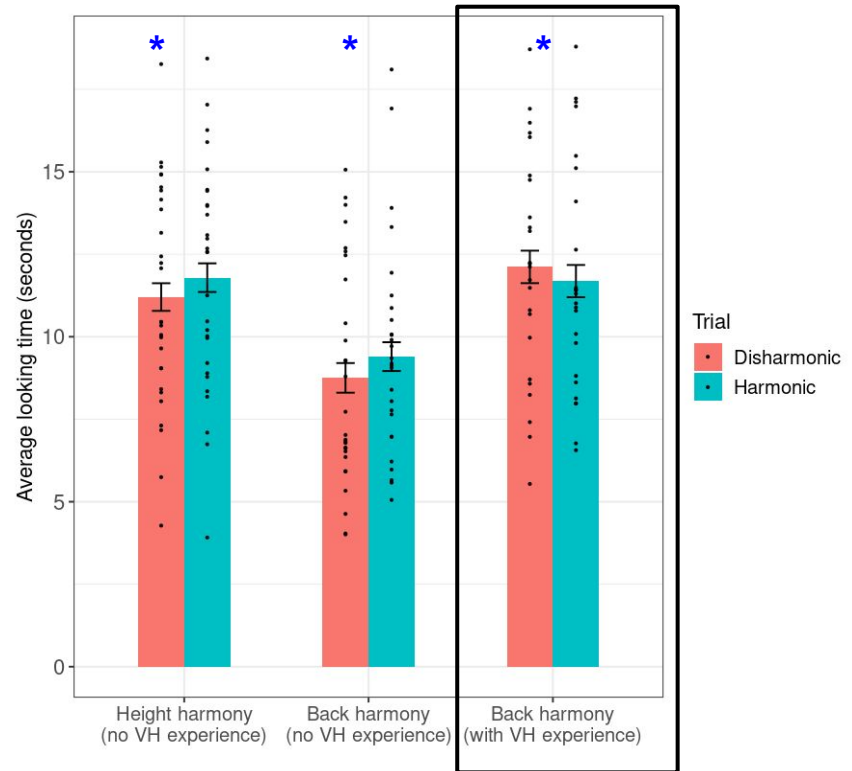 * * *
15
10
5
0
Average looking time (seconds)
Height harmony Back harmony Back harmony
(no VH experience) (no VH experience) (with VH experience)
Trial
Disharmonic
Harmonic